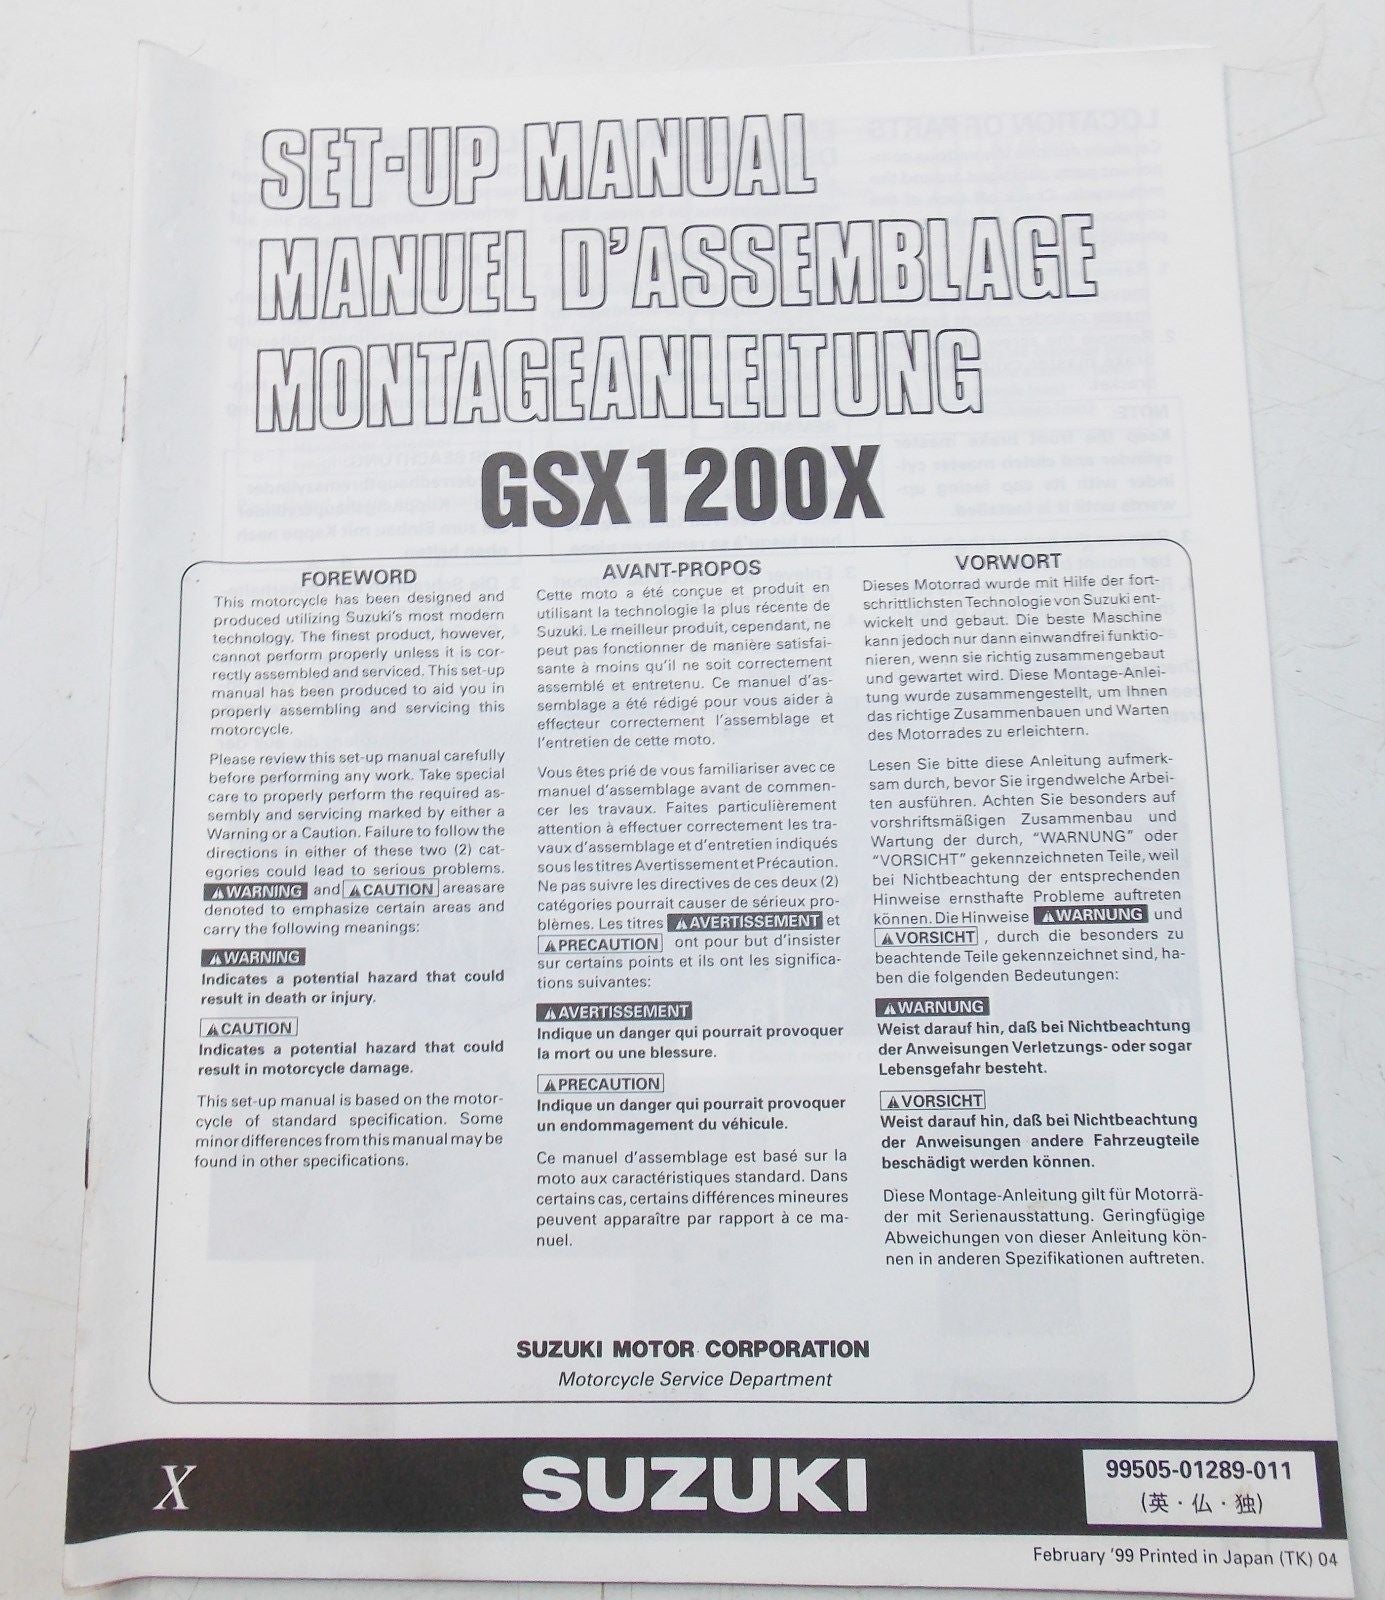 SET-UP MANUAL
MANUEL D'ASSEMBLAGE
MONTAGEANLEITUNG
GSX1200X
FOREWORD
This motorcycle has been designed and
produced utilizing Suzuki's most modern
technology. The finest product, however,
cannot perform properly unless it is cor-
rectly assembled and serviced. This set-up
manual has been produced to aid you in
properly assembling and servicing this
motorcycle.
Please review this set-up manual carefully
before performing any work. Take special
care to properly perform the required as-
sembly and servicing marked by either a
Warning or a Caution. Failure to follow the
directions in either of these two (2) cat-
egories could lead to serious problems.
⚠WARNING and ⚠CAUTION areasare
denoted to emphasize certain areas and
carry the following meanings:
⚠WARNING
Indicates a potential hazard that could
result in death or injury.
⚠CAUTION
Indicates a potential hazard that could
result in motorcycle damage.
This set-up manual is based on the motor-
cycle of standard specification. Some
minor differences from this manual may be
found in other specifications.
AVANT-PROPOS
Cette moto a été conçue et produit en
utilisant la technologie la plus récente de
Suzuki. Le meilleur produit, cependant, ne
peut pas fonctionner de manière satisfai-
sante à moins qu'il ne soit correctement
assemblé et entretenu. Ce manuel d'as-
semblage a été rédigé pour vous aider à
effecteur correctement l'assemblage et
l'entretien de cette moto.
Vous êtes prié de vous familiariser avec ce
manuel d'assemblage avant de commen-
cer les travaux. Faites particulièrement
attention à effectuer correctement les tra-
vaux d'assemblage et d'entretien indiqués
sous les titres Avertissement et Précaution.
Ne pas suivre les directives de ces deux (2)
catégories pourrait causer de sérieux pro-
blèmes. Les titres ⚠AVERTISSEMENT et
⚠PRECAUTION ont pour but d'insister
sur certains points et ils ont les significa-
tions suivantes:
⚠AVERTISSEMENT
Indique un danger qui pourrait provoquer
la mort ou une blessure.
⚠PRECAUTION
Indique un danger qui pourrait provoquer
un endommagement du véhicule.
Ce manuel d'assemblage est basé sur la
moto aux caractéristiques standard. Dans
certains cas, certains différences mineures
peuvent apparaître par rapport à ce ma-
nuel.
VORWORT
Dieses Motorrad wurde mit Hilfe der fort-
schrittlichsten Technologie von Suzuki ent-
wickelt und gebaut. Die beste Maschine
kann jedoch nur dann einwandfrei funktio-
nieren, wenn sie richtig zusammengebaut
und gewartet wird. Diese Montage-Anlei-
tung wurde zusammengestellt, um Ihnen
das richtige Zusammenbauen und Warten
des Motorrades zu erleichtern.
Lesen Sie bitte diese Anleitung aufmerk-
sam durch, bevor Sie irgendwelche Arbei-
ten ausführen. Achten Sie besonders auf
vorshriftsmäßigen Zusammenbau und
Wartung der durch, "WARNUNG" oder
"VORSICHT" gekennzeichneten Teile, weil
bei Nichtbeachtung der entsprechenden
Hinweise ernsthafte Probleme auftreten
können. Die Hinweise ⚠WARNUNG und
⚠VORSICHT, durch die besonders zu
beachtende Teile gekennzeichnet sind, ha-
ben die folgenden Bedeutungen:
⚠WARNUNG
Weist darauf hin, daß bei Nichtbeachtung
der Anweisungen Verletzungs- oder sogar
Lebensgefahr besteht.
⚠VORSICHT
Weist darauf hin, daß bei Nichtbeachtung
der Anweisungen andere Fahrzeugteile
beschädigt werden können.
Diese Montage-Anleitung gilt für Motorrä-
der mit Serienausstattung. Geringfügige
Abweichungen von dieser Anleitung kön-
nen in anderen Spezifikationen auftreten.
SUZUKI MOTOR CORPORATION
Motorcycle Service Department
X
SUZUKI
99505-01289-011
(英・仏・独)
February '99 Printed in Japan (TK) 04